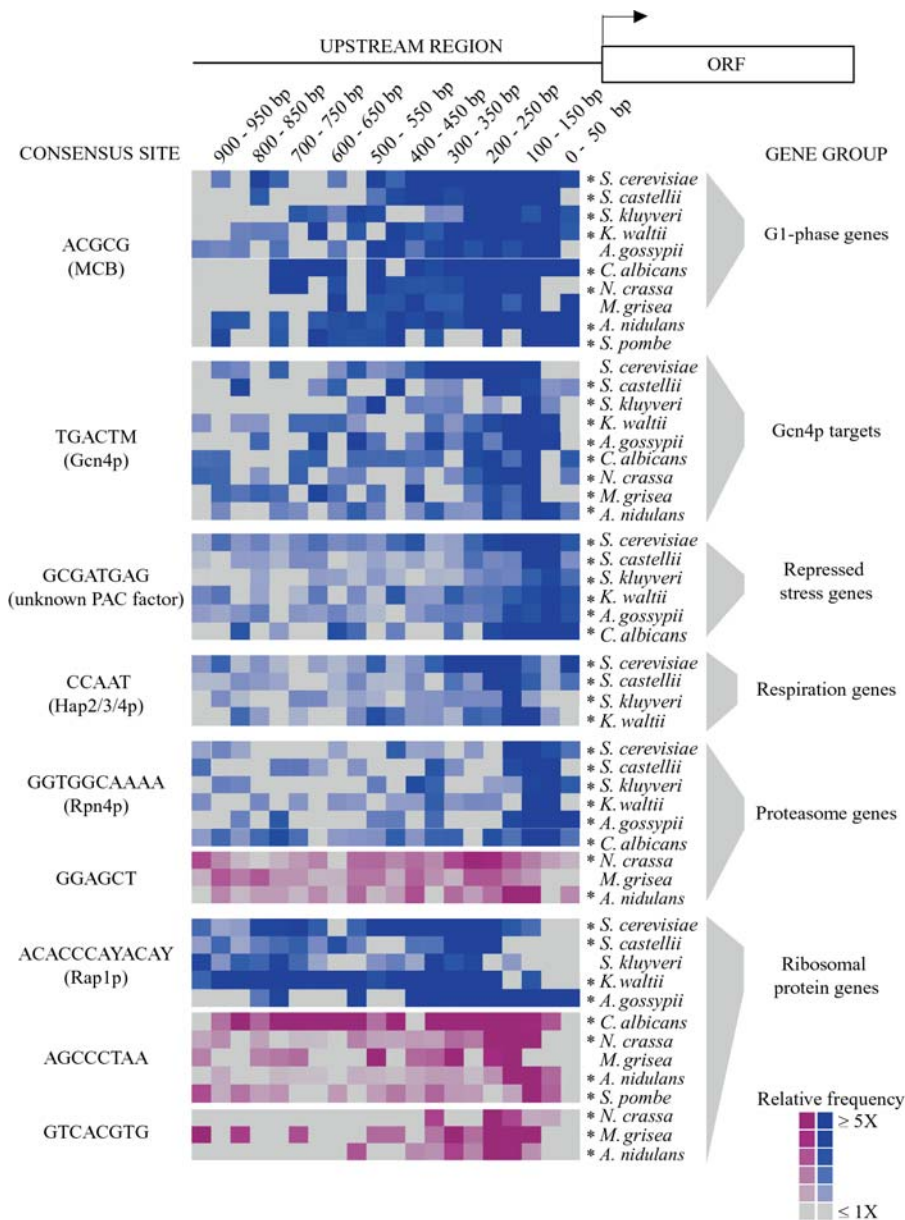 UPSTREAM REGION
ORF
CONSENSUS SITE
900 - 950 bp
800 - 850 bp
700 - 750 bp
600 - 650 bp
500 - 550 bp
400 - 450 bp
300 - 350 bp
200 - 250 bp
100 - 150 bp
0 - 50 bp
GENE GROUP
ACGCG
(MCB)
* S. cerevisiae
* S. castellii
* S. kluyveri
* K. waltii
A. gossypii
* C. albicans
* N. crassa
M. grisea
* A. nidulans
* S. pombe
G1-phase genes
TGACTM
(Gcn4p)
S. cerevisiae
* S. castellii
* S. kluyveri
* K. waltii
* A. gossypii
* C. albicans
* N. crassa
* M. grisea
* A. nidulans
Gcn4p targets
GCGATGAG
(unknown PAC factor)
* S. cerevisiae
* S. castellii
* S. kluyveri
* K. waltii
* A. gossypii
* C. albicans
Repressed
stress genes
CCAAT
(Hap2/3/4p)
* S. cerevisiae
* S. castellii
* S. kluyveri
* K. waltii
Respiration genes
GGTGGCAAAA
(Rpn4p)
* S. cerevisiae
* S. castellii
* S. kluyveri
* K. waltii
* A. gossypii
* C. albicans
Proteasome genes
GGAGCT
* N. crassa
M. grisea
* A. nidulans
ACACCCAYACAY
(Rap1p)
* S. cerevisiae
* S. castellii
S. kluyveri
* K. waltii
* A. gossypii
Ribosomal
protein genes
AGCCCTAA
* C. albicans
* N. crassa
M. grisea
* A. nidulans
* S. pombe
GTCACGTG
* N. crassa
* M. grisea
* A. nidulans
Relative frequency
≥ 5X
≤ 1X